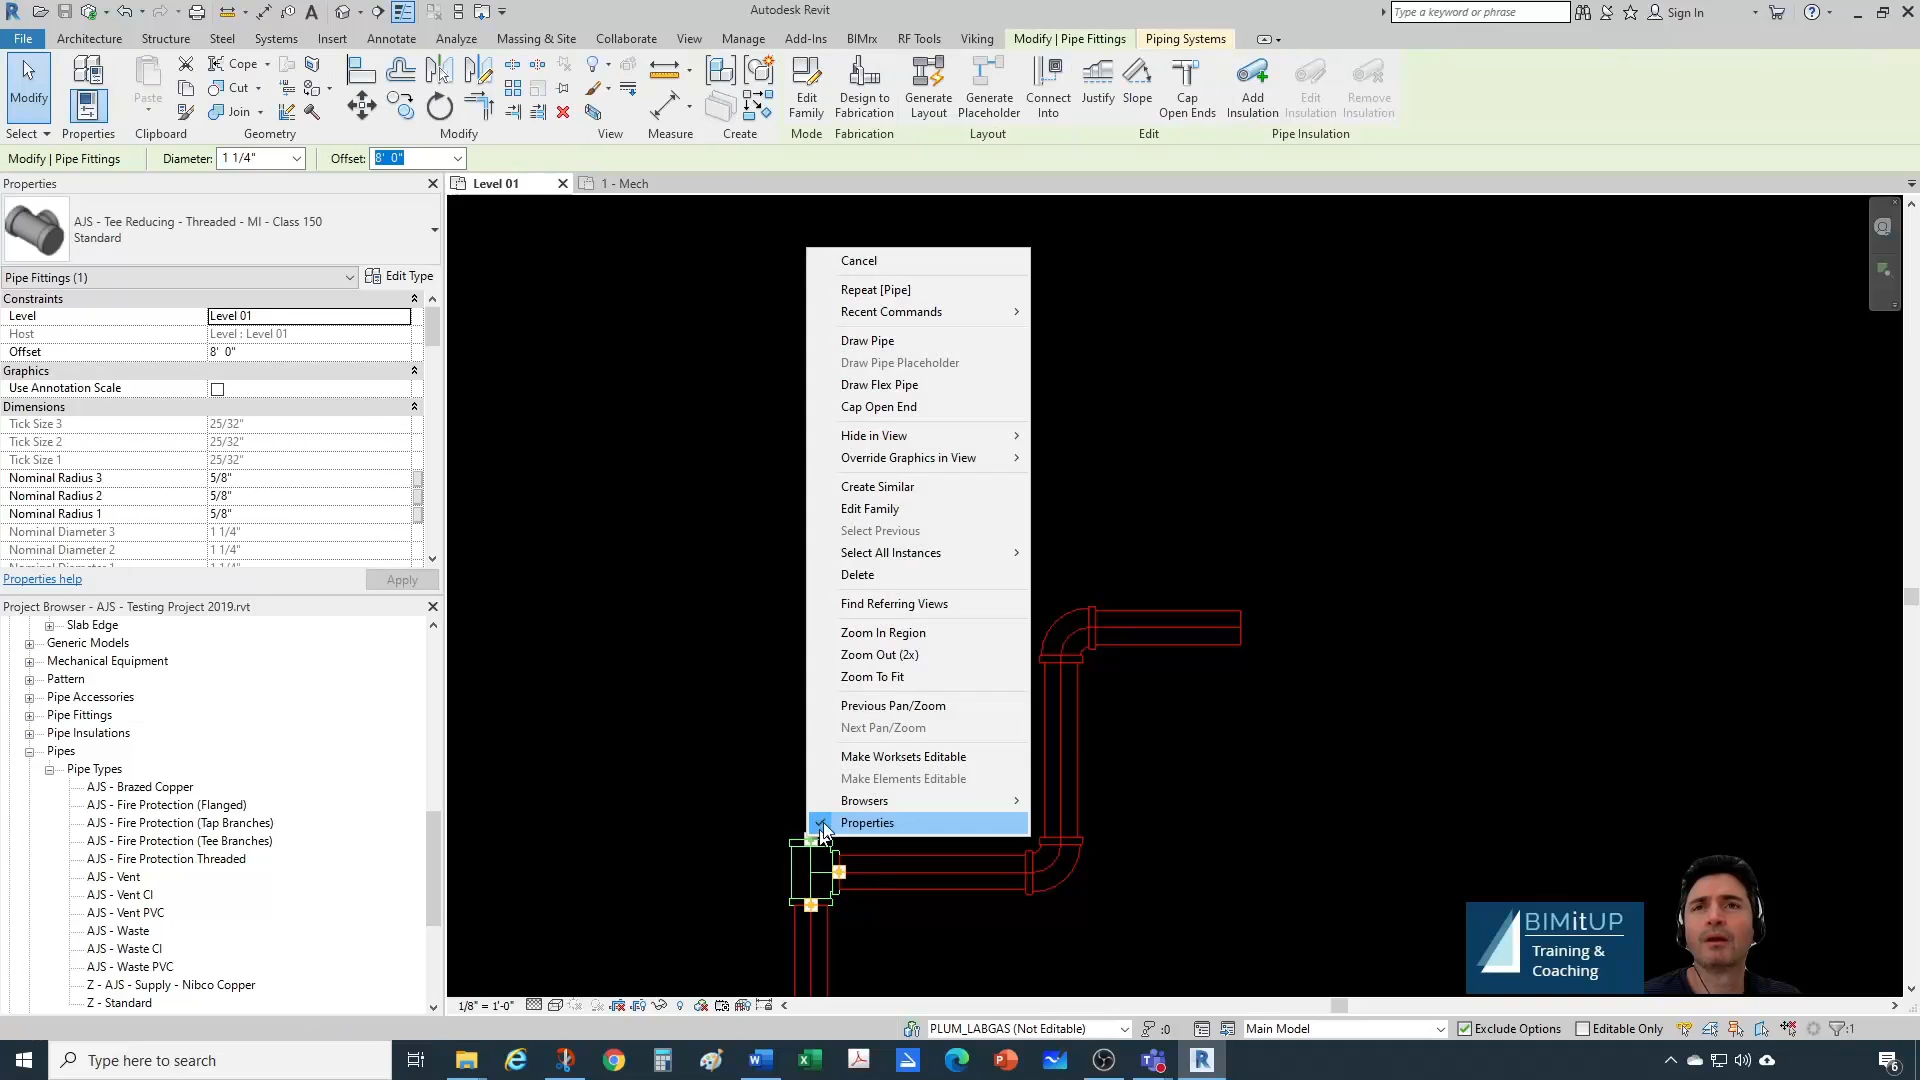 Autodesk Revit
Type a keyword or phrase
Sign In
File Architecture Structure Steel Systems Insert Annotate Analyze Massing & Site Collaborate View Manage Add-Ins BIMrx RF Tools Viking Modify | Pipe Fittings Piping Systems
Modify
Paste
Cope
Cut
Join
Edit Family
Design to Fabrication
Generate Layout
Generate Placeholder
Connect Into
Justify
Slope
Cap Open Ends
Add Insulation
Edit Insulation
Remove Insulation
Select Properties Clipboard Geometry Modify View Measure Create Mode Fabrication Layout Edit Pipe Insulation
Modify | Pipe Fittings Diameter: 1 1/4" Offset: 8' 0"
Properties
Level 01
1 - Mech
AJS - Tee Reducing - Threaded - MI - Class 150
Standard
Pipe Fittings (1)
Edit Type
Constraints
Level Level 01
Host Level : Level 01
Offset 8' 0"
Graphics
Use Annotation Scale
Dimensions
Tick Size 3 25/32"
Tick Size 2 25/32"
Tick Size 1 25/32"
Nominal Radius 3 5/8"
Nominal Radius 2 5/8"
Nominal Radius 1 5/8"
Nominal Diameter 3 1 1/4"
Nominal Diameter 2 1 1/4"
Properties help
Apply
Project Browser - AJS - Testing Project 2019.rvt
Slab Edge
Generic Models
Mechanical Equipment
Pattern
Pipe Accessories
Pipe Fittings
Pipe Insulations
Pipes
Pipe Types
AJS - Brazed Copper
AJS - Fire Protection (Flanged)
AJS - Fire Protection (Tap Branches)
AJS - Fire Protection (Tee Branches)
AJS - Fire Protection Threaded
AJS - Vent
AJS - Vent CI
AJS - Vent PVC
AJS - Waste
AJS - Waste CI
AJS - Waste PVC
Z - AJS - Supply - Nibco Copper
Z - Standard
Cancel
Repeat [Pipe]
Recent Commands
Draw Pipe
Draw Pipe Placeholder
Draw Flex Pipe
Cap Open End
Hide in View
Override Graphics in View
Create Similar
Edit Family
Select Previous
Select All Instances
Delete
Find Referring Views
Zoom In Region
Zoom Out (2x)
Zoom To Fit
Previous Pan/Zoom
Next Pan/Zoom
Make Worksets Editable
Make Elements Editable
Browsers
Properties
BIMitUP
Training &
Coaching
1/8" = 1'-0"
PLUM_LABGAS (Not Editable)
:0
Main Model
Exclude Options
Editable Only
:1
Type here to search
6